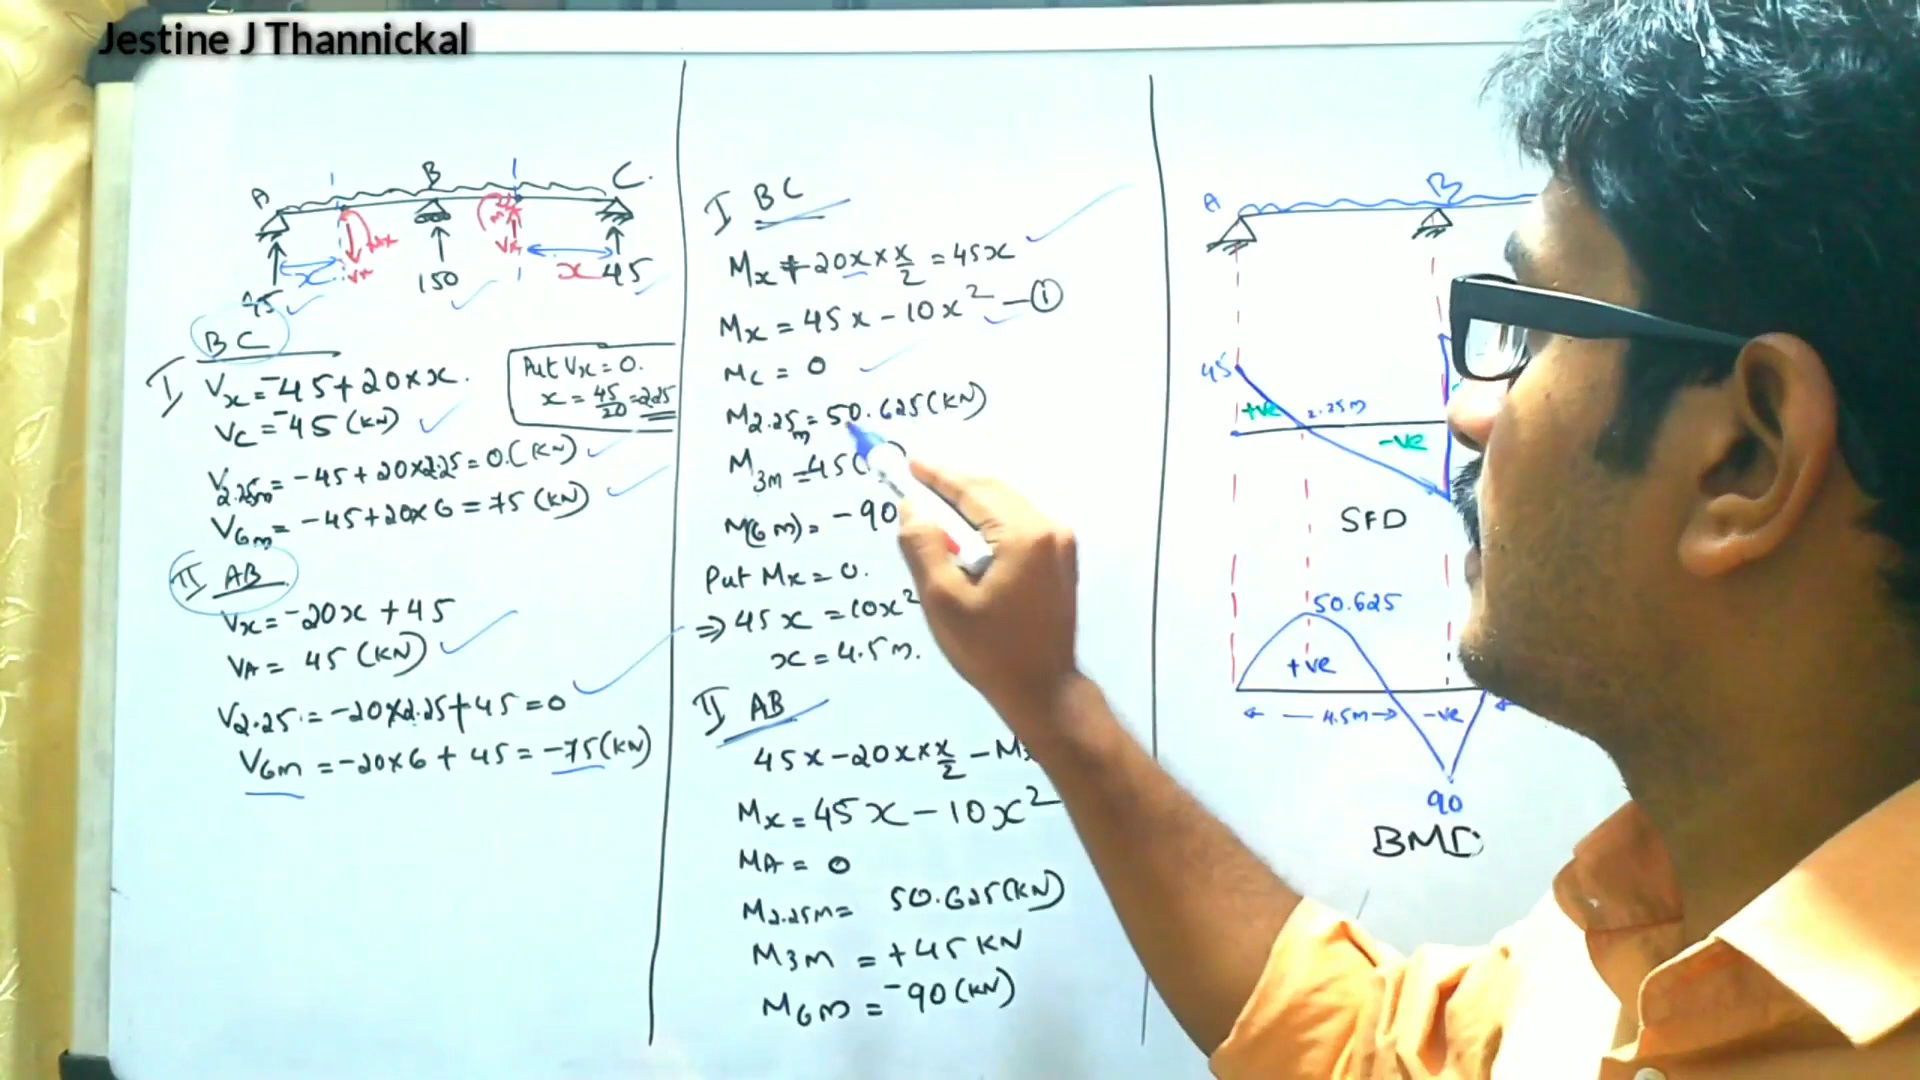 Jestine J Thannickal
A B C
Mx Vx Vx
x x
45 150 45
BC
I Vx = -45 + 20 × x.
VC = -45 (KN)
V2.25m = -45 + 20×2.25 = 0. (KN)
V6m = -45 + 20×6 = 75 (KN)
Put Vx = 0.
x = 45/20 = 2.25
II AB
Vx = -20x + 45
VA = 45 (KN)
V2.25 = -20×2.25 + 45 = 0
V6m = -20×6 + 45 = -75 (KN)
I BC
Mx + 20x × x/2 = 45x
Mx = 45x - 10x² - (i)
MC = 0
M2.25m = 50.625 (KN)
M3m = 45 (
M(6m) = -90
Put Mx = 0.
⇒ 45x = 10x²
x = 4.5m.
II AB
45x - 20x × x/2 - M
Mx = 45x - 10x²
MA = 0
M2.25m = 50.625 (KN)
M3m = +45 KN
M6m = -90 (KN)
A B
45
+ve 2.25m
-ve
SFD
50.625
+ve
4.5m -ve
90
BMD